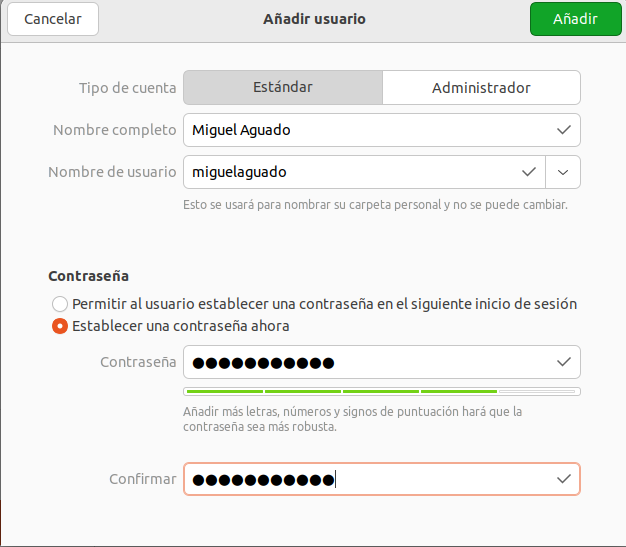 Cancelar Añadir usuario Añadir
Tipo de cuenta Estándar Administrador
Nombre completo Miguel Aguado
Nombre de usuario miguelaguado
Esto se usará para nombrar su carpeta personal y no se puede cambiar.
Contraseña
Permitir al usuario establecer una contraseña en el siguiente inicio de sesión
Establecer una contraseña ahora
Contraseña ●●●●●●●●●●●
Añadir más letras, números y signos de puntuación hará que la
contraseña sea más robusta.
Confirmar ●●●●●●●●●●●